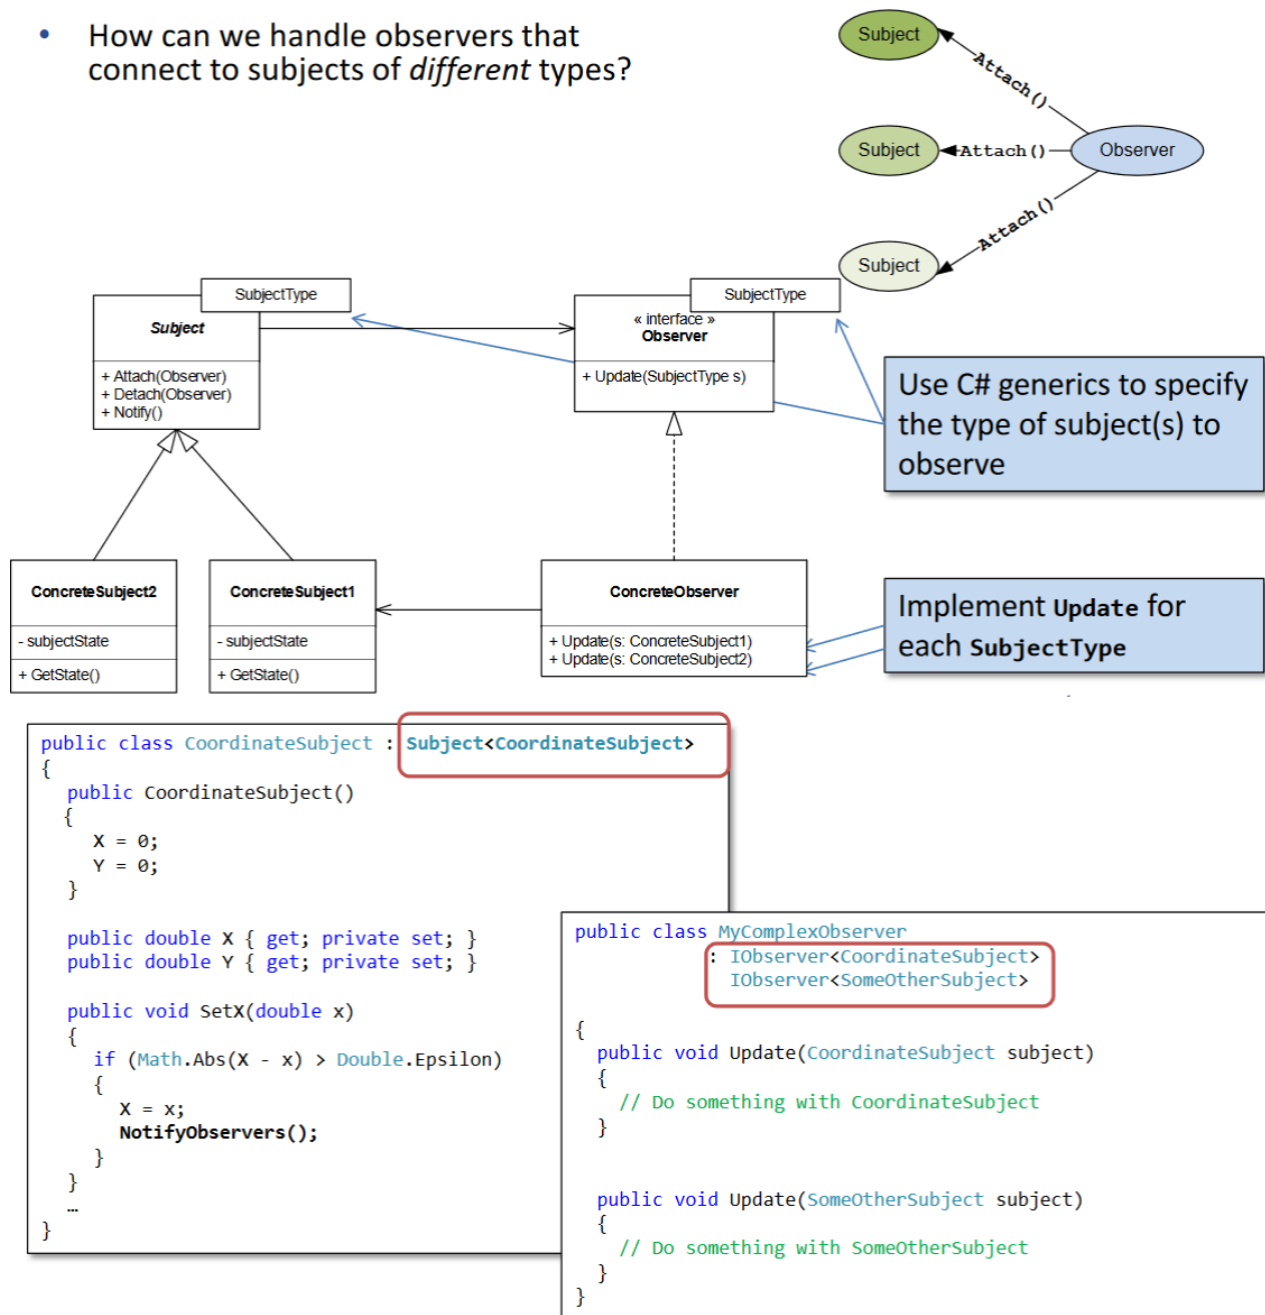 • How can we handle observers that
connect to subjects of different types?
Subject
Attach()
Subject
Attach()
Observer
Attach()
Subject
SubjectType
Subject
+ Attach(Observer)
+ Detach(Observer)
+ Notify()
SubjectType
« interface »
Observer
+ Update(SubjectType s)
Use C# generics to specify
the type of subject(s) to
observe
ConcreteSubject2
- subjectState
+ GetState()
ConcreteSubject1
- subjectState
+ GetState()
ConcreteObserver
+ Update(s: ConcreteSubject1)
+ Update(s: ConcreteSubject2)
Implement Update for
each SubjectType
public class CoordinateSubject : Subject<CoordinateSubject>
{
public CoordinateSubject()
{
X = 0;
Y = 0;
}
public double X { get; private set; }
public double Y { get; private set; }
public void SetX(double x)
{
if (Math.Abs(X - x) > Double.Epsilon)
{
X = x;
NotifyObservers();
}
}
…
}
public class MyComplexObserver
: IObserver<CoordinateSubject>
IObserver<SomeOtherSubject>
{
public void Update(CoordinateSubject subject)
{
// Do something with CoordinateSubject
}
public void Update(SomeOtherSubject subject)
{
// Do something with SomeOtherSubject
}
}